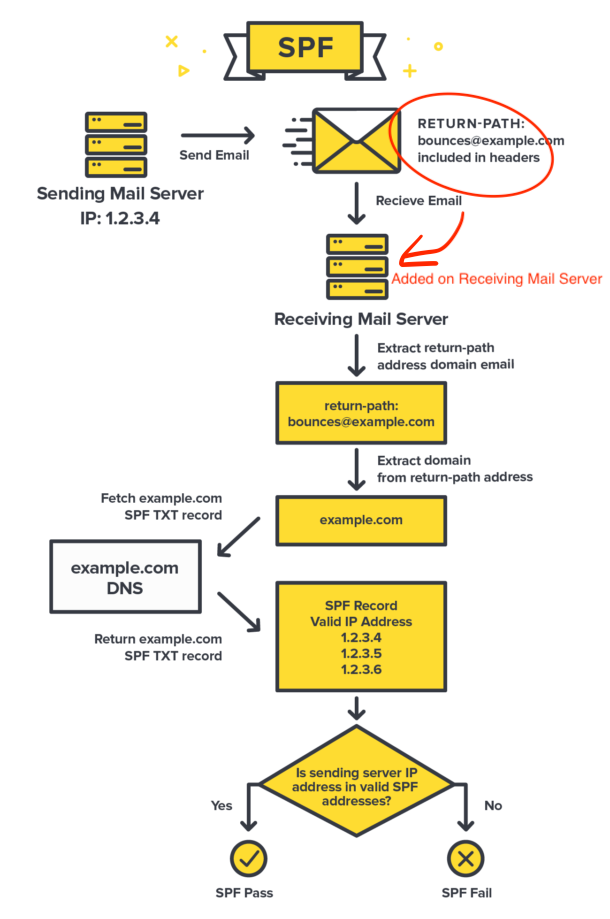 SPF
RETURN-PATH:
bounces@example.com
included in headers
Send Email
Sending Mail Server
IP: 1.2.3.4
Recieve Email
Added on Receiving Mail Server
Receiving Mail Server
Extract return-path
address domain email
return-path:
bounces@example.com
Extract domain
from return-path address
Fetch example.com
SPF TXT record
example.com
example.com
DNS
Return example.com
SPF TXT record
SPF Record
Valid IP Address
1.2.3.4
1.2.3.5
1.2.3.6
Is sending server IP
address in valid SPF
addresses?
Yes
No
SPF Pass
SPF Fail